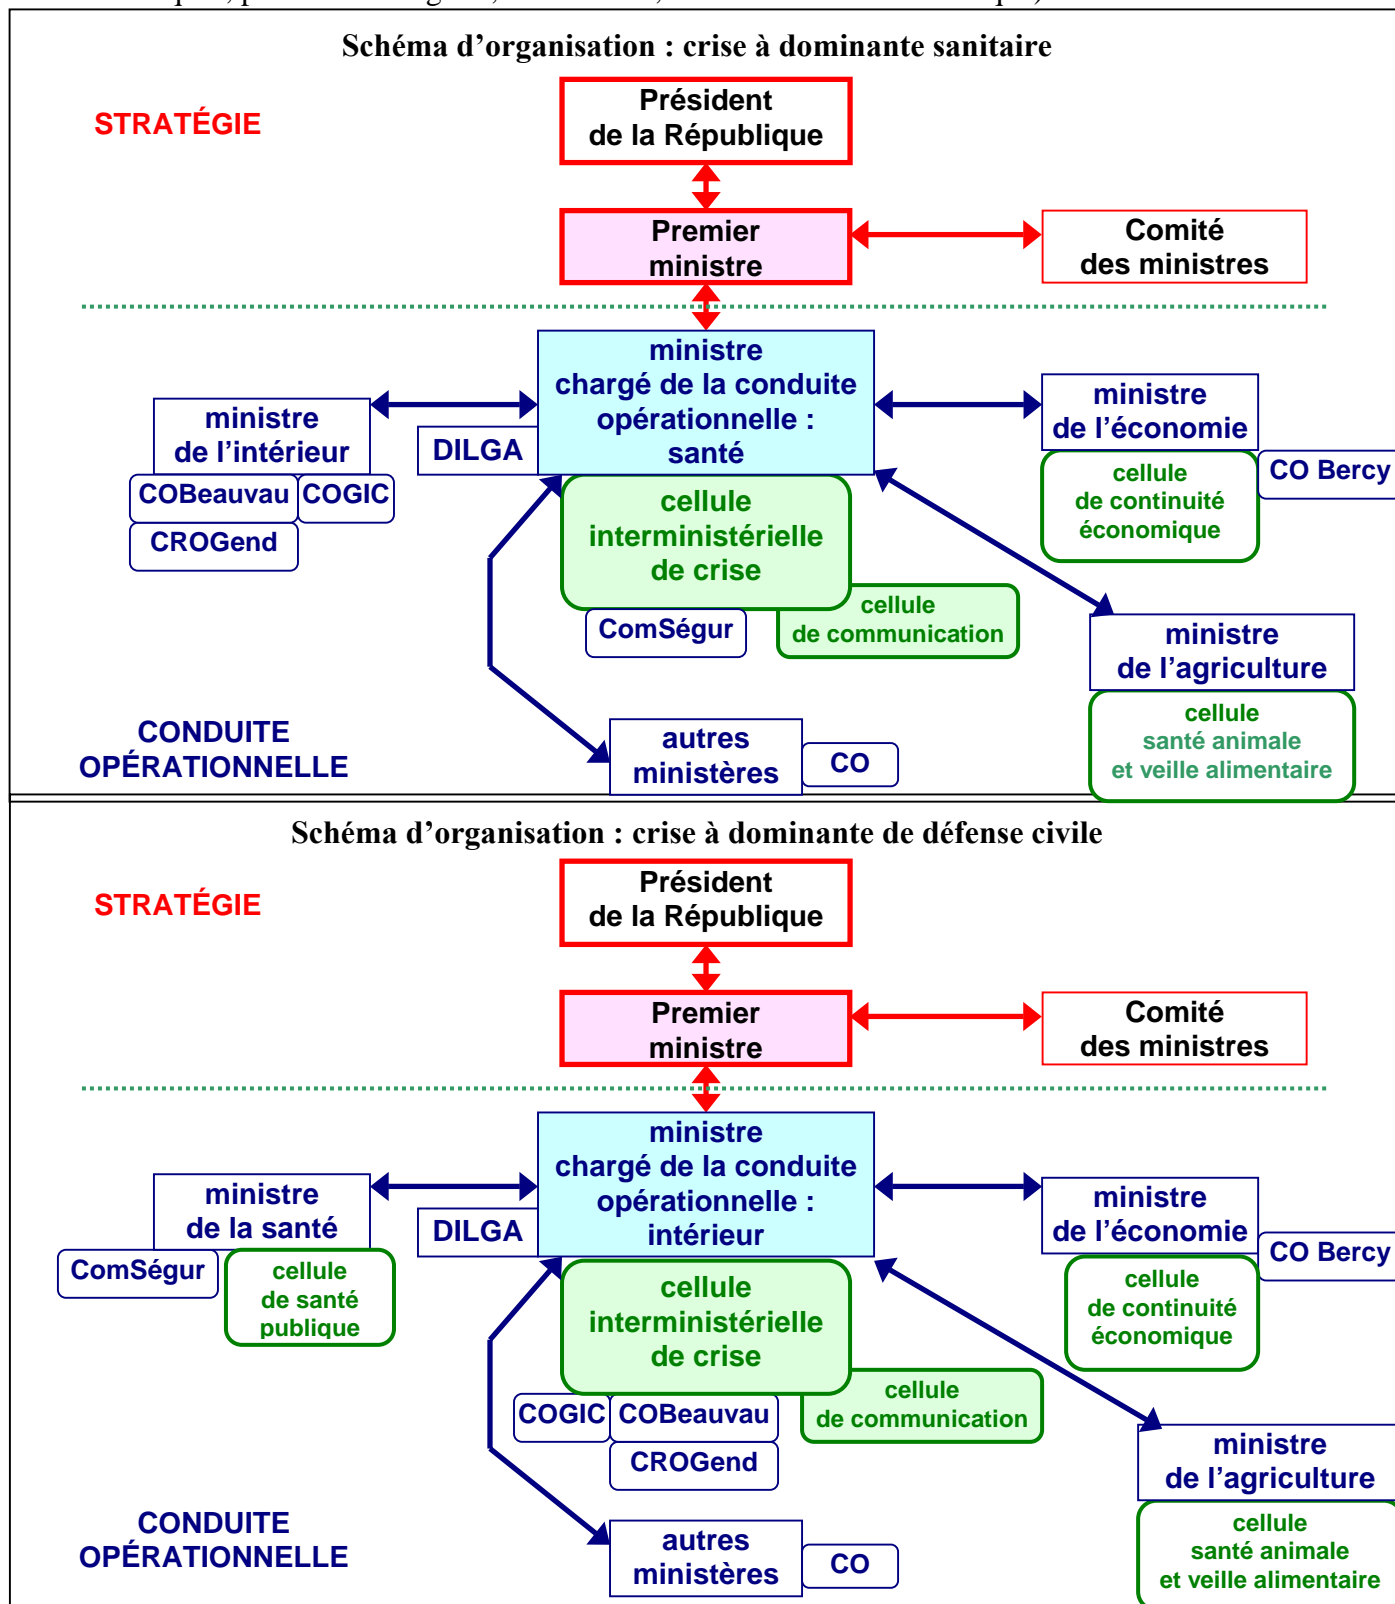 Schéma d’organisation : crise à dominante sanitaire
STRATÉGIE
Président
de la République
Premier
ministre
Comité
des ministres
ministre
chargé de la conduite
opérationnelle :
santé
DILGA
ministre
de l’intérieur
COBeauvau
COGIC
CROGend
ministre
de l’économie
cellule
de continuité
économique
CO Bercy
cellule
interministérielle
de crise
ComSégur
cellule
de communication
ministre
de l’agriculture
cellule
santé animale
et veille alimentaire
CONDUITE
OPÉRATIONNELLE
autres
ministères
CO
Schéma d’organisation : crise à dominante de défense civile
STRATÉGIE
Président
de la République
Premier
ministre
Comité
des ministres
ministre
chargé de la conduite
opérationnelle :
intérieur
DILGA
ministre
de la santé
ComSégur
cellule
de santé
publique
ministre
de l’économie
CO Bercy
cellule
de continuité
économique
cellule
interministérielle
de crise
COGIC
COBeauvau
CROGend
cellule
de communication
ministre
de l’agriculture
cellule
santé animale
et veille alimentaire
CONDUITE
OPÉRATIONNELLE
autres
ministères
CO